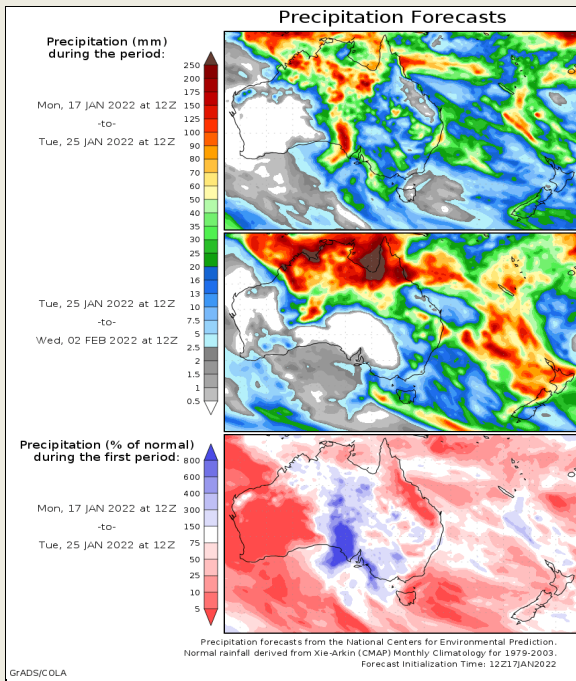 Precipitation Forecasts
Precipitation (mm)
during the period:
Mon, 17 JAN 2022 at 12Z
-to-
Tue, 25 JAN 2022 at 12Z
250
200
175
150
125
100
90
80
70
60
50
40
35
30
25
20
16
13
10
7.5
5
2.5
2
1.5
1
0.5
Tue, 25 JAN 2022 at 12Z
-to-
Wed, 02 FEB 2022 at 12Z
Precipitation (% of normal)
during the first period:
Mon, 17 JAN 2022 at 12Z
-to-
Tue, 25 JAN 2022 at 12Z
800
600
400
300
150
75
50
25
10
5
Precipitation forecasts from the National Centers for Environmental Prediction.
Normal rainfall derived from Xie-Arkin (CMAP) Monthly Climatology for 1979-2003.
Forecast Initialization Time: 12Z17JAN2022
GrADS/COLA